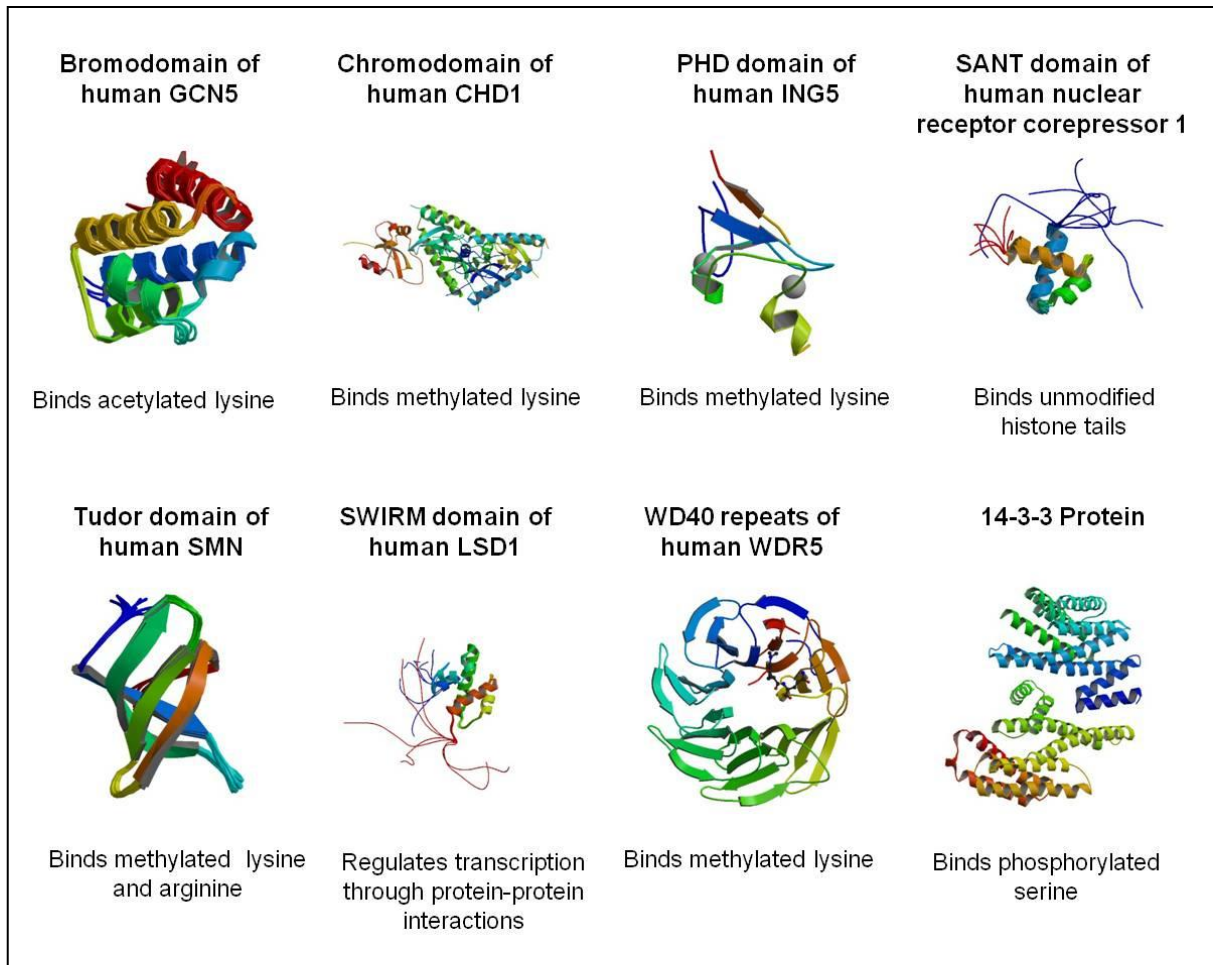 Bromodomain of
human GCN5
Chromodomain of
human CHD1
PHD domain of
human ING5
SANT domain of
human nuclear
receptor corepressor 1
Binds acetylated lysine
Binds methylated lysine
Binds methylated lysine
Binds unmodified
histone tails
Tudor domain of
human SMN
SWIRM domain of
human LSD1
WD40 repeats of
human WDR5
14-3-3 Protein
Binds methylated lysine
and arginine
Regulates transcription
through protein-protein
interactions
Binds methylated lysine
Binds phosphorylated
serine